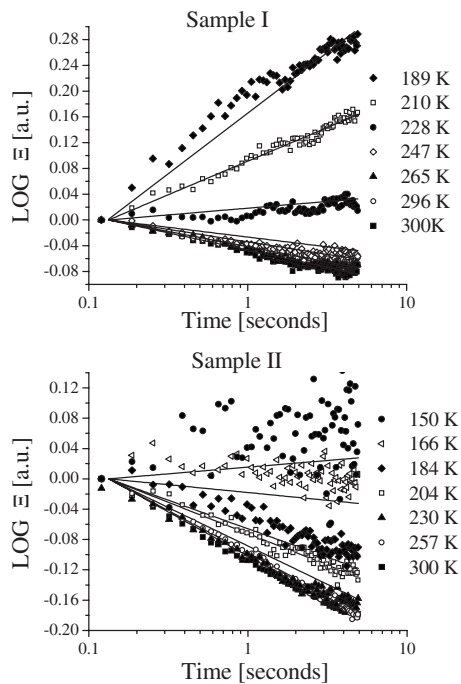 Sample I
LOG Ξ [a.u.]
0.28
0.24
0.20
0.16
0.12
0.08
0.04
0.00
-0.04
-0.08
189 K
210 K
228 K
247 K
265 K
296 K
300K
0.1
1
10
Time [seconds]
Sample II
LOG Ξ [a.u.]
0.12
0.08
0.04
0.00
-0.04
-0.08
-0.12
-0.16
-0.20
150 K
166 K
184 K
204 K
230 K
257 K
300 K
0.1
1
10
Time [seconds]